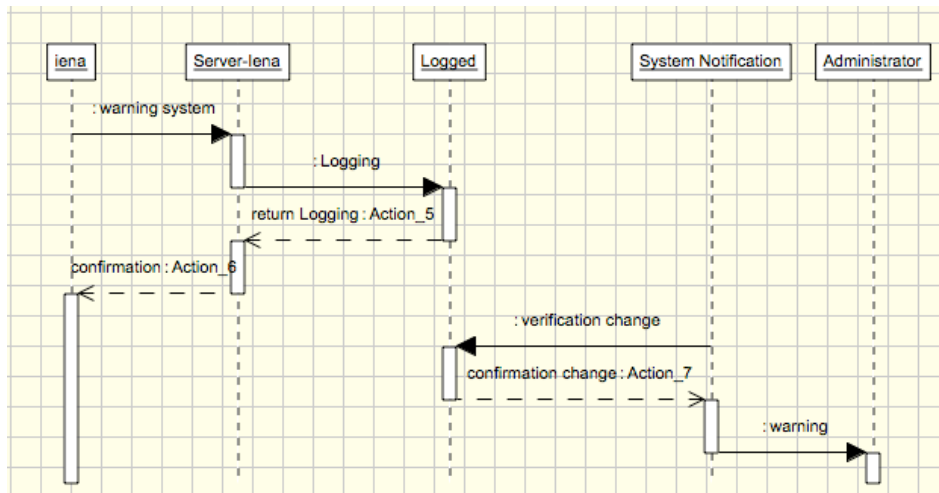 iena
Server-Iena
Logged
System Notification
Administrator
: warning system
: Logging
return Logging : Action_5
confirmation : Action_6
: verification change
confirmation change : Action_7
: warning